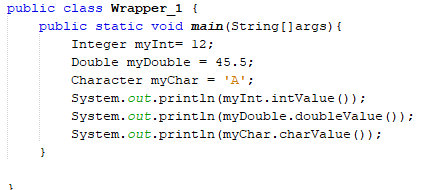 public class Wrapper_1 {
public static void main(String[]args){
Integer myInt= 12;
Double myDouble = 45.5;
Character myChar = 'A';
System.out.println(myInt.intValue());
System.out.println(myDouble.doubleValue());
System.out.println(myChar.charValue());
}
}